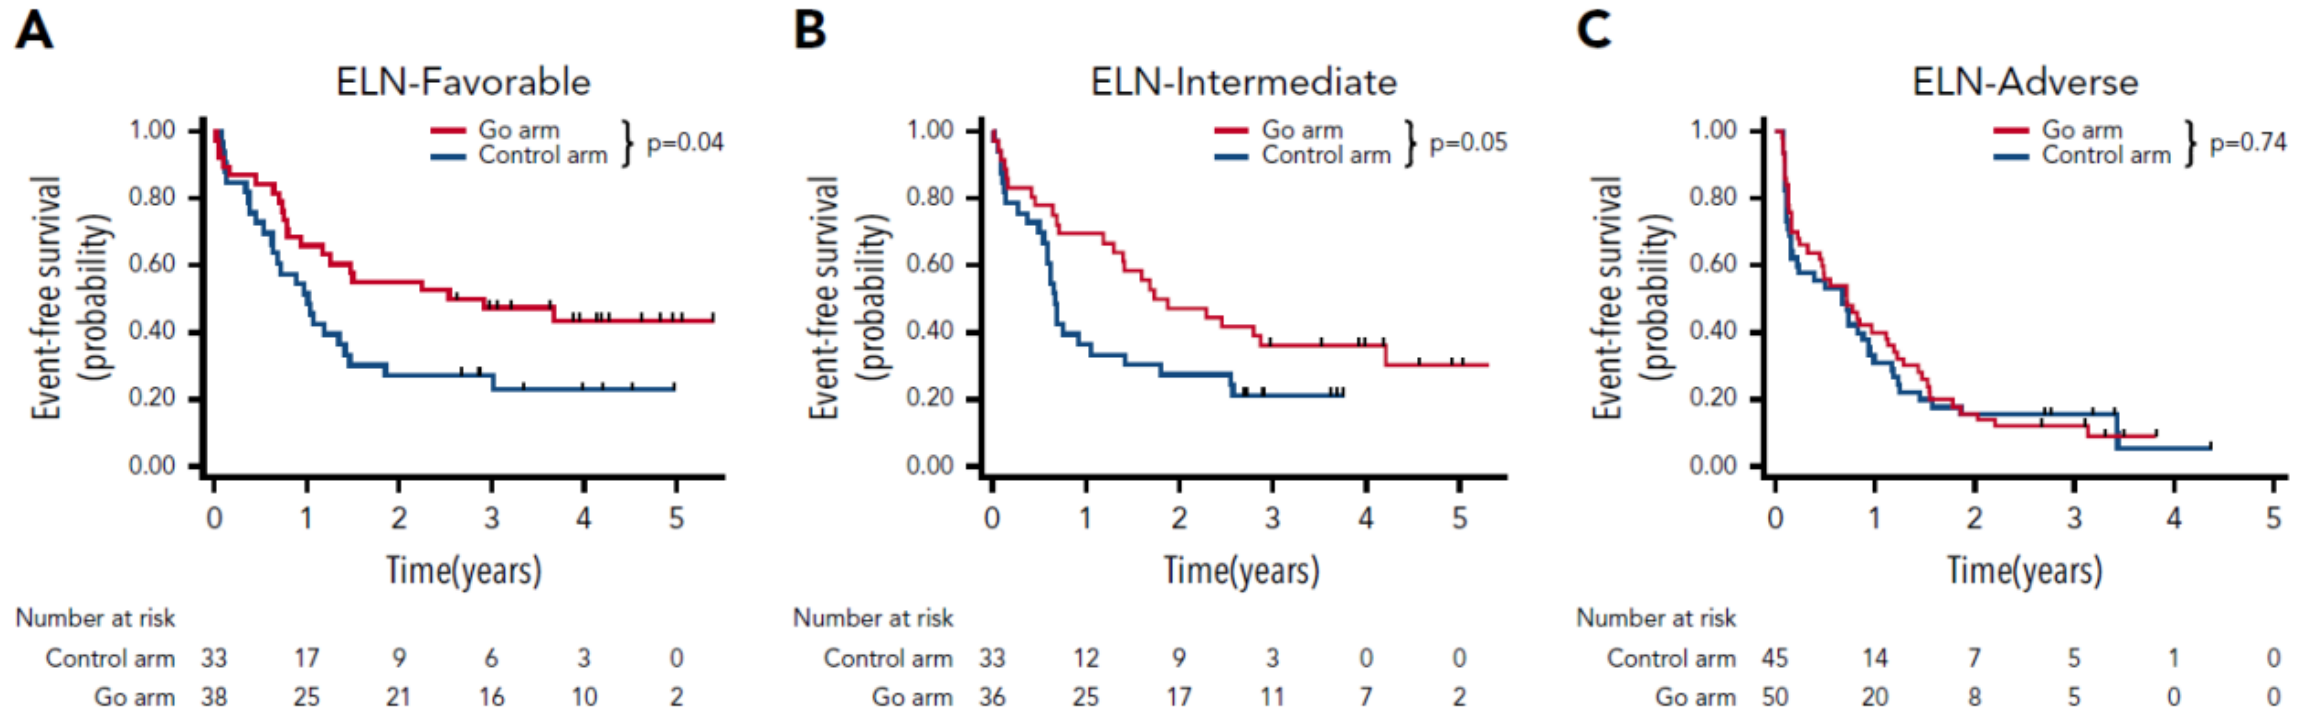 A
ELN-Favorable
Go arm
Control arm
} p=0.04
Event-free survival
(probability)
1.00
0.80
0.60
0.40
0.20
0.00
0 1 2 3 4 5
Time(years)
Number at risk
Control arm 33 17 9 6 3 0
Go arm 38 25 21 16 10 2
B
ELN-Intermediate
Go arm
Control arm
} p=0.05
Event-free survival
(probability)
1.00
0.80
0.60
0.40
0.20
0.00
0 1 2 3 4 5
Time(years)
Number at risk
Control arm 33 12 9 3 0 0
Go arm 36 25 17 11 7 2
C
ELN-Adverse
Go arm
Control arm
} p=0.74
Event-free survival
(probability)
1.00
0.80
0.60
0.40
0.20
0.00
0 1 2 3 4 5
Time(years)
Number at risk
Control arm 45 14 7 5 1 0
Go arm 50 20 8 5 0 0